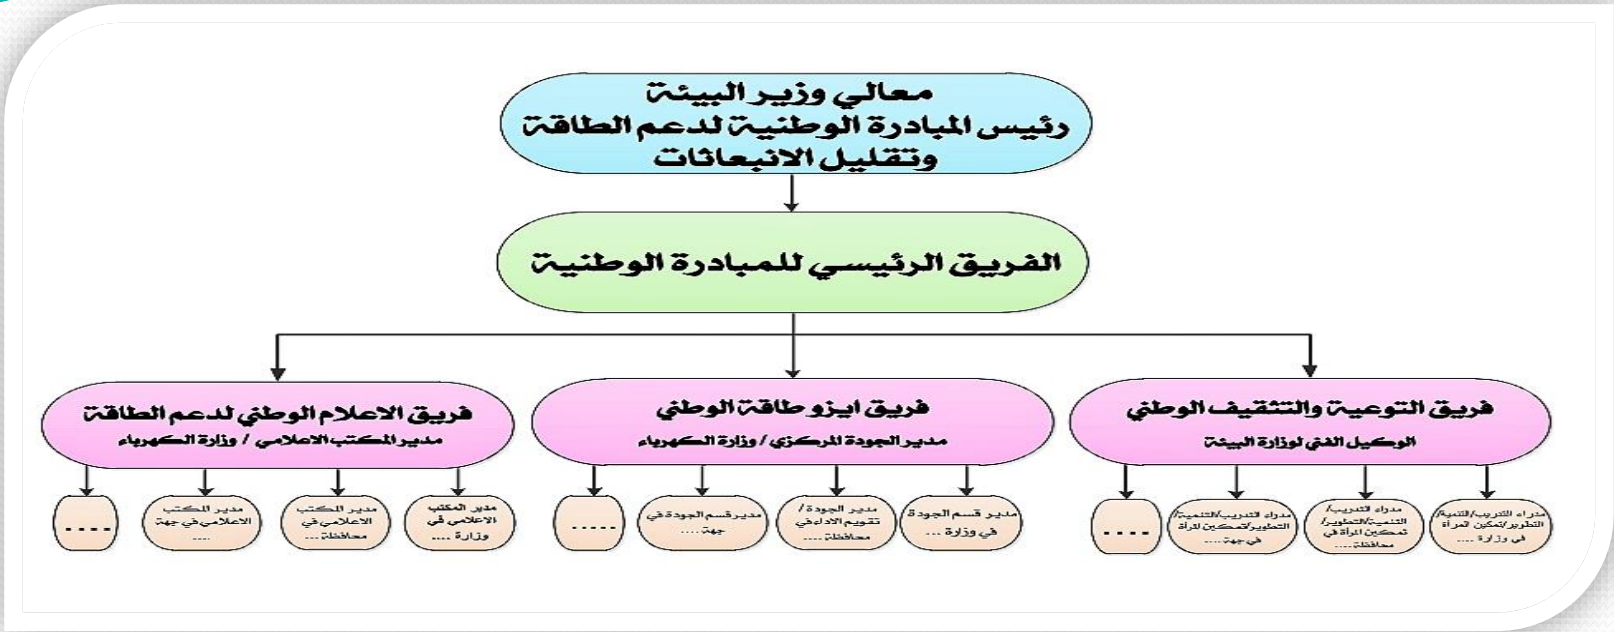 معالي وزير البيئة
رئيس المبادرة الوطنية لدعم الطاقة
وتقليل الانبعاثات
الفريق الرئيسي للمبادرة الوطنية
فريق التوعية والتثقيف الوطني
الوكيل الفني لوزارة البيئة
فريق ايزو طاقة الوطني
مدير الجودة المركزي / وزارة الكهرباء
فريق الاعلام الوطني لدعم الطاقة
مدير المكتب الاعلامي / وزارة الكهرباء
مدراء التدريب/التنمية/
التطوير/تمكين المرأة
في وزارة ....
مدراء التدريب/
التنمية/التطوير/
تمكين المرأة في
محافظة....
مدراء التدريب/التنمية/
التطوير/تمكين المرأة
في جهة....
....
مدير قسم الجودة
في وزارة ...
مدير الجودة /
تقويم الاداء في
محافظة ....
مدير قسم الجودة في
جهة ....
.....
مدير المكتب
الاعلامي في
وزارة ....
مدير المكتب
الاعلامي في
محافظة ....
مدير المكتب
الاعلامي في جهة
....
....